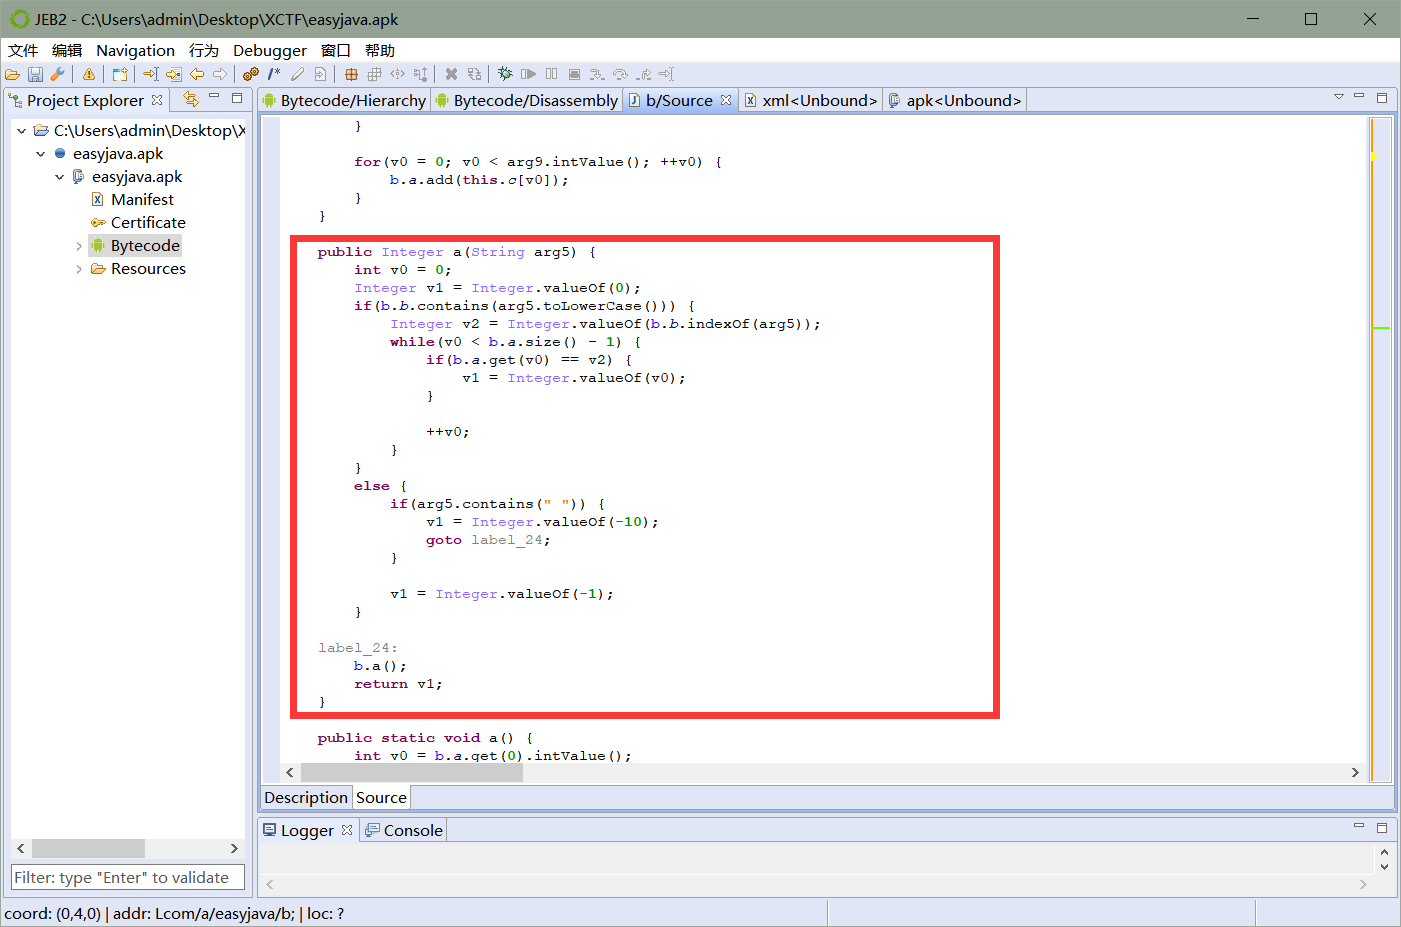 JEB2 - C:\Users\admin\Desktop\XCTF\easyjava.apk
文件 编辑 Navigation 行为 Debugger 窗口 帮助
Project Explorer
Bytecode/Hierarchy Bytecode/Disassembly b/Source xml<Unbound> apk<Unbound>
C:\Users\admin\Desktop\X
easyjava.apk
easyjava.apk
Manifest
Certificate
Bytecode
Resources
}
for(v0 = 0; v0 < arg9.intValue(); ++v0) {
b.a.add(this.c[v0]);
}
}
public Integer a(String arg5) {
int v0 = 0;
Integer v1 = Integer.valueOf(0);
if(b.b.contains(arg5.toLowerCase())) {
Integer v2 = Integer.valueOf(b.b.indexOf(arg5));
while(v0 < b.a.size() - 1) {
if(b.a.get(v0) == v2) {
v1 = Integer.valueOf(v0);
}
++v0;
}
}
else {
if(arg5.contains(" ")) {
v1 = Integer.valueOf(-10);
goto label_24;
}
v1 = Integer.valueOf(-1);
}
label_24:
b.a();
return v1;
}
public static void a() {
int v0 = b.a.get(0).intValue();
Description Source
Logger Console
Filter: type "Enter" to validate
coord: (0,4,0) | addr: Lcom/a/easyjava/b; | loc: ?